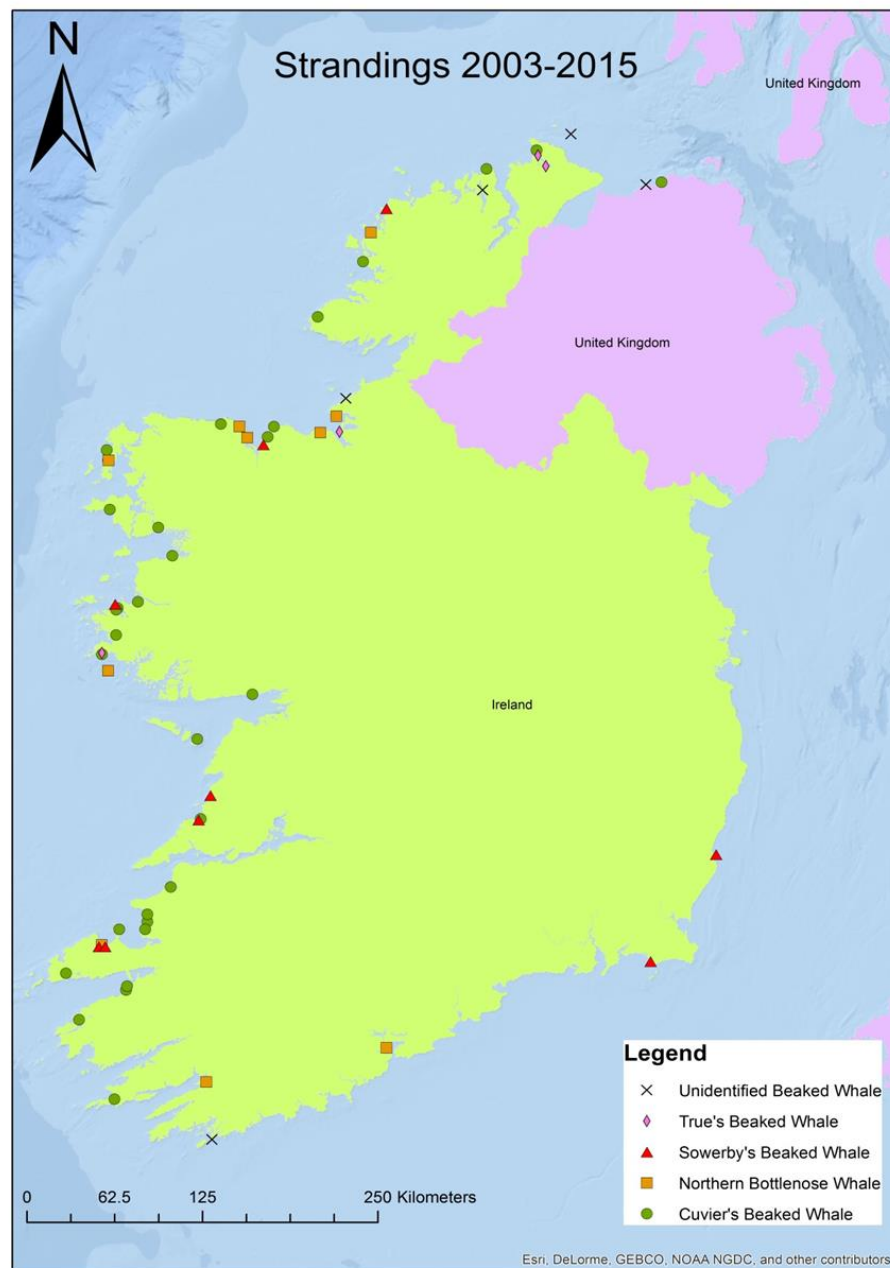 N
Strandings 2003-2015
United Kingdom
United Kingdom
Ireland
Legend
Unidentified Beaked Whale
True's Beaked Whale
Sowerby's Beaked Whale
Northern Bottlenose Whale
Cuvier's Beaked Whale
0 62.5 125 250 Kilometers
Esri, DeLorme, GEBCO, NOAA NGDC, and other contributors